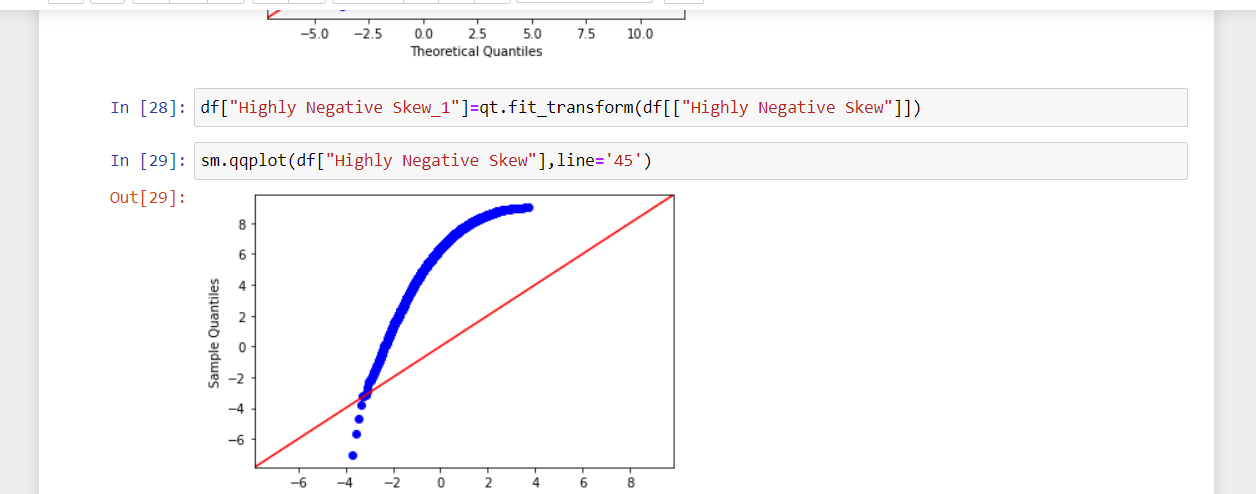 −5.0 −2.5 0.0 2.5 5.0 7.5 10.0
Theoretical Quantiles
In [28]: df["Highly Negative Skew_1"]=qt.fit_transform(df[["Highly Negative Skew"]])
In [29]: sm.qqplot(df["Highly Negative Skew"],line='45')
Out[29]:
8
6
4
2
0
−2
−4
−6
Sample Quantiles
−6 −4 −2 0 2 4 6 8